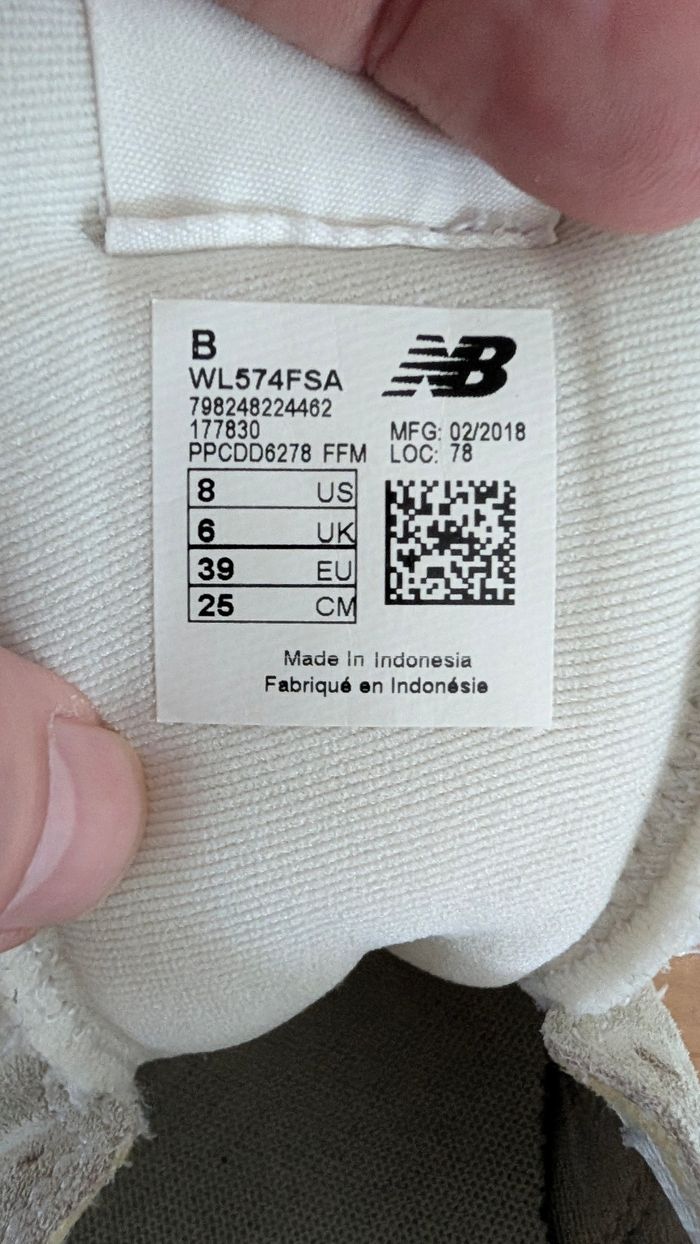 B
WL574FSA
798248224462
177830
PPCDD6278 FFM
NB
MFG: 02/2018
LOC: 78
8 US
6 UK
39 EU
25 CM
Made In Indonesia
Fabriqué en Indonésie